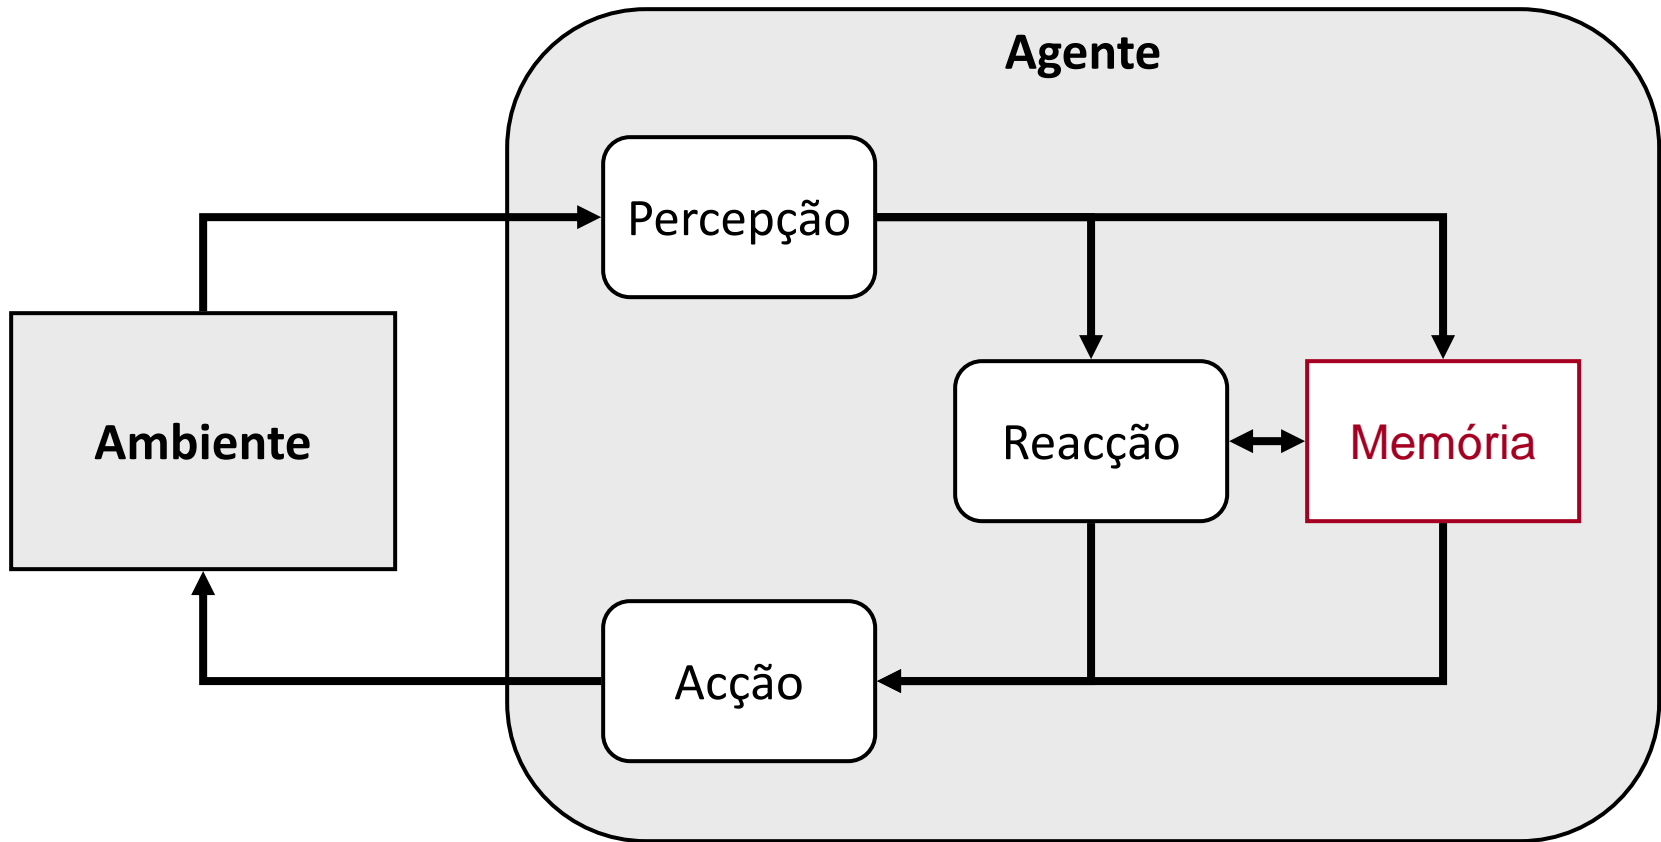 Agente
Percepção
Ambiente
Reacção
Memória
Acção